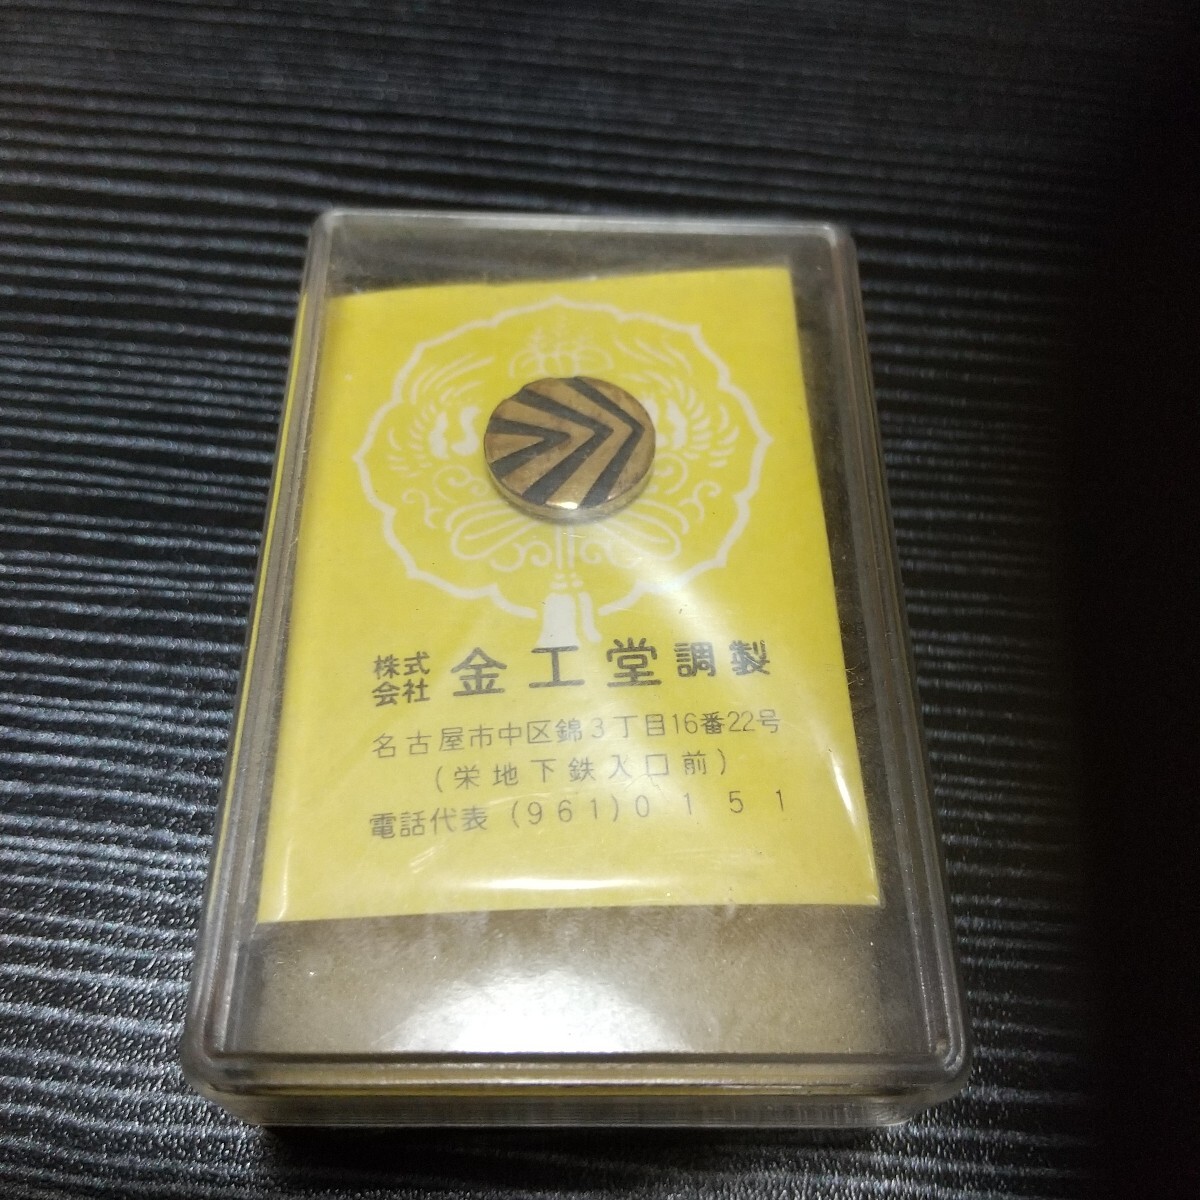 株式会社 金工堂調製
名古屋市中区錦3丁目16番22号
(栄地下鉄入口前)
電話代表 (961)0151